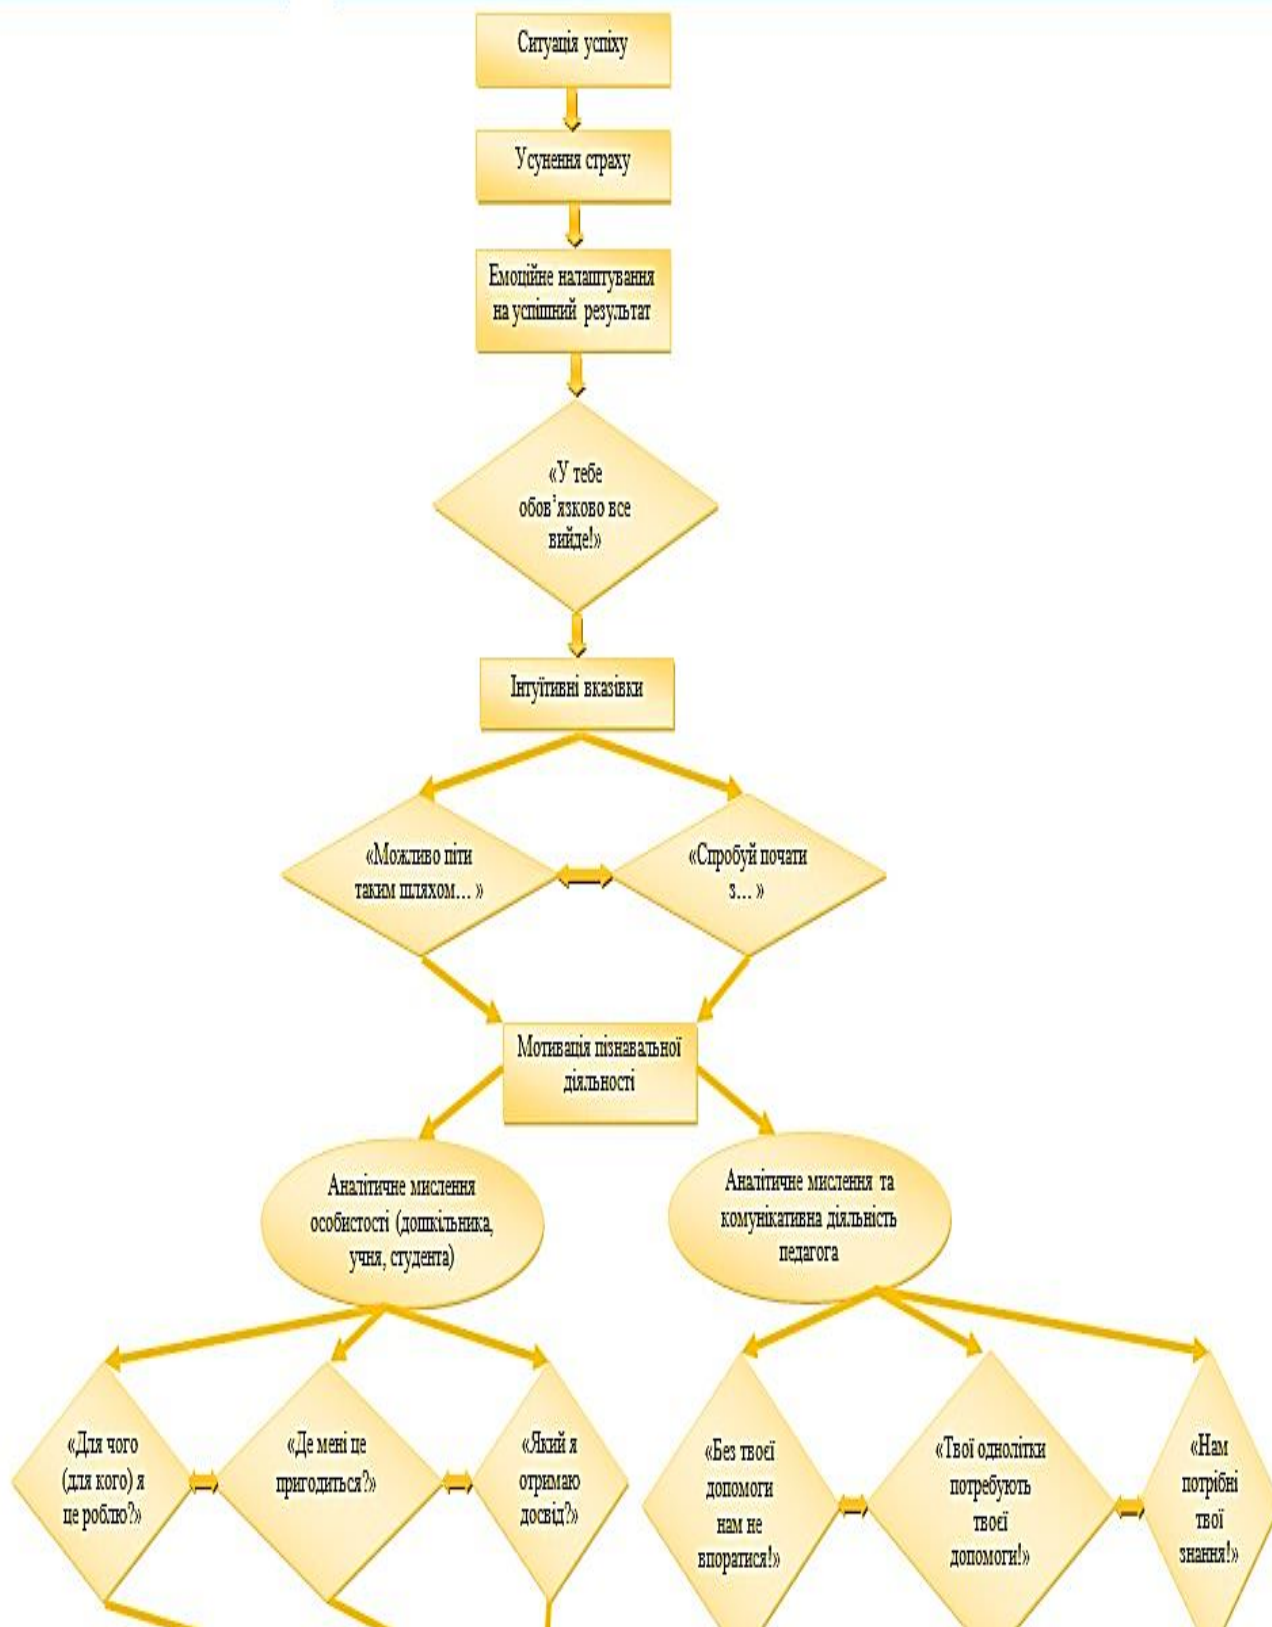 Ситуація успіху
Усунення страху
Емоційне налаштування
на успішний результат
«У тебе
обов’язково все
вийде!»
Інтуїтивні вказівки
«Можливо піти
таким шляхом… »
«Спробуй почати
з… »
Мотивація пізнавальної
діяльності
Аналітичне мислення
особистості (дошкільника,
учня, студента)
Аналітичне мислення та
комунікативна діяльність
педагога
«Для чого
(для кого) я
це роблю?»
«Де мені це
пригодиться?»
«Який я
отримаю
досвід?»
«Без твоєї
допомоги
нам не
впоратися!»
«Твої однолітки
потребують
твоєї
допомоги!»
«Нам
потрібні
твої
знання!»